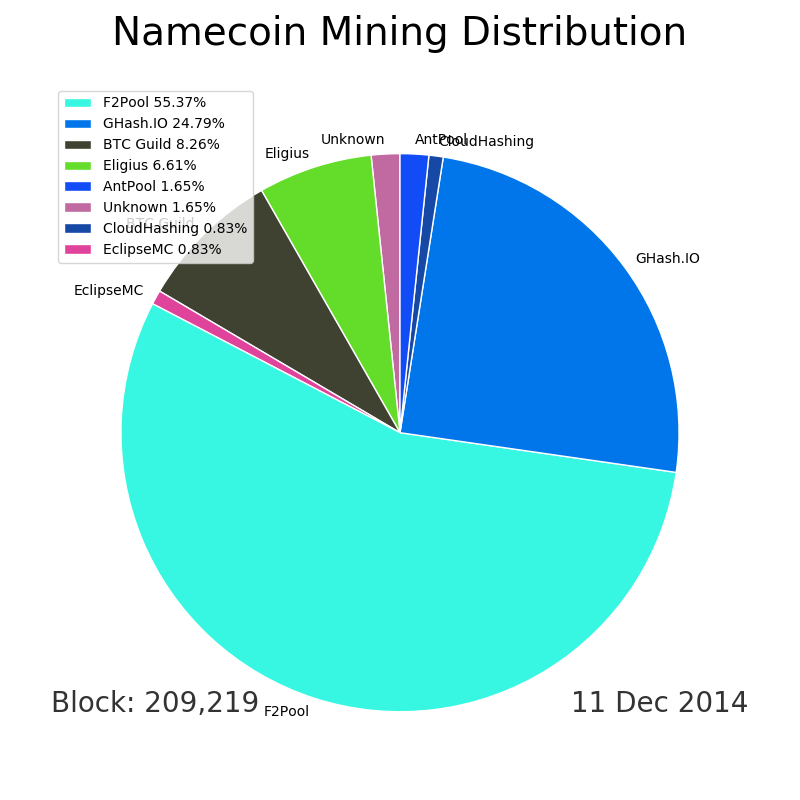 Namecoin Mining Distribution
F2Pool 55.37%
GHash.IO 24.79%
BTC Guild 8.26%
Eligius 6.61%
AntPool 1.65%
Unknown 1.65%
CloudHashing 0.83%
EclipseMC 0.83%
Unknown
AntPool
CloudHashing
Eligius
BTC Guild
GHash.IO
EclipseMC
Block: 209,219
11 Dec 2014
F2Pool